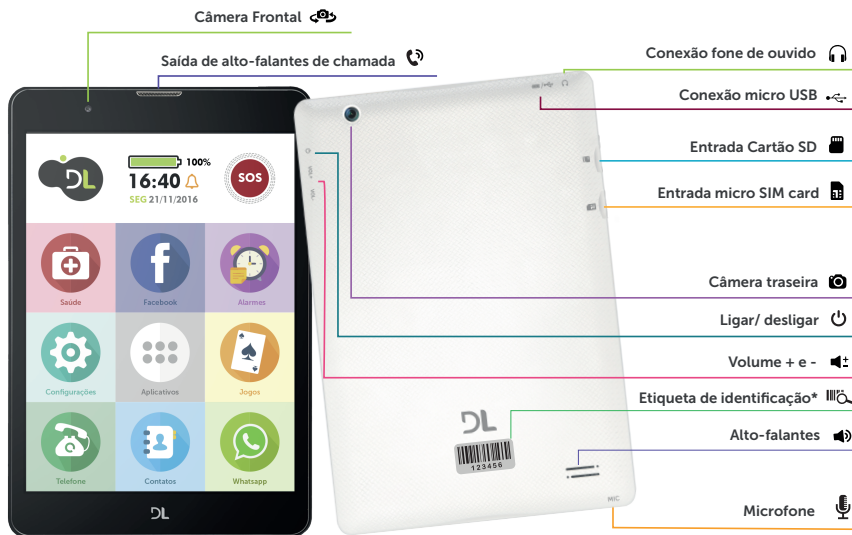 Câmera Frontal
Saída de alto-falantes de chamada
Conexão fone de ouvido
Conexão micro USB
Entrada Cartão SD
Entrada micro SIM card
Câmera traseira
Ligar/ desligar
Volume + e -
Etiqueta de identificação*
Alto-falantes
Microfone
DL
100%
16:40
SEG 21/11/2016
SOS
Saúde
Facebook
Alarmes
Configurações
Aplicativos
Jogos
Telefone
Contatos
Whatsapp
DL
VOL+
VOL-
DL
123456
MIC